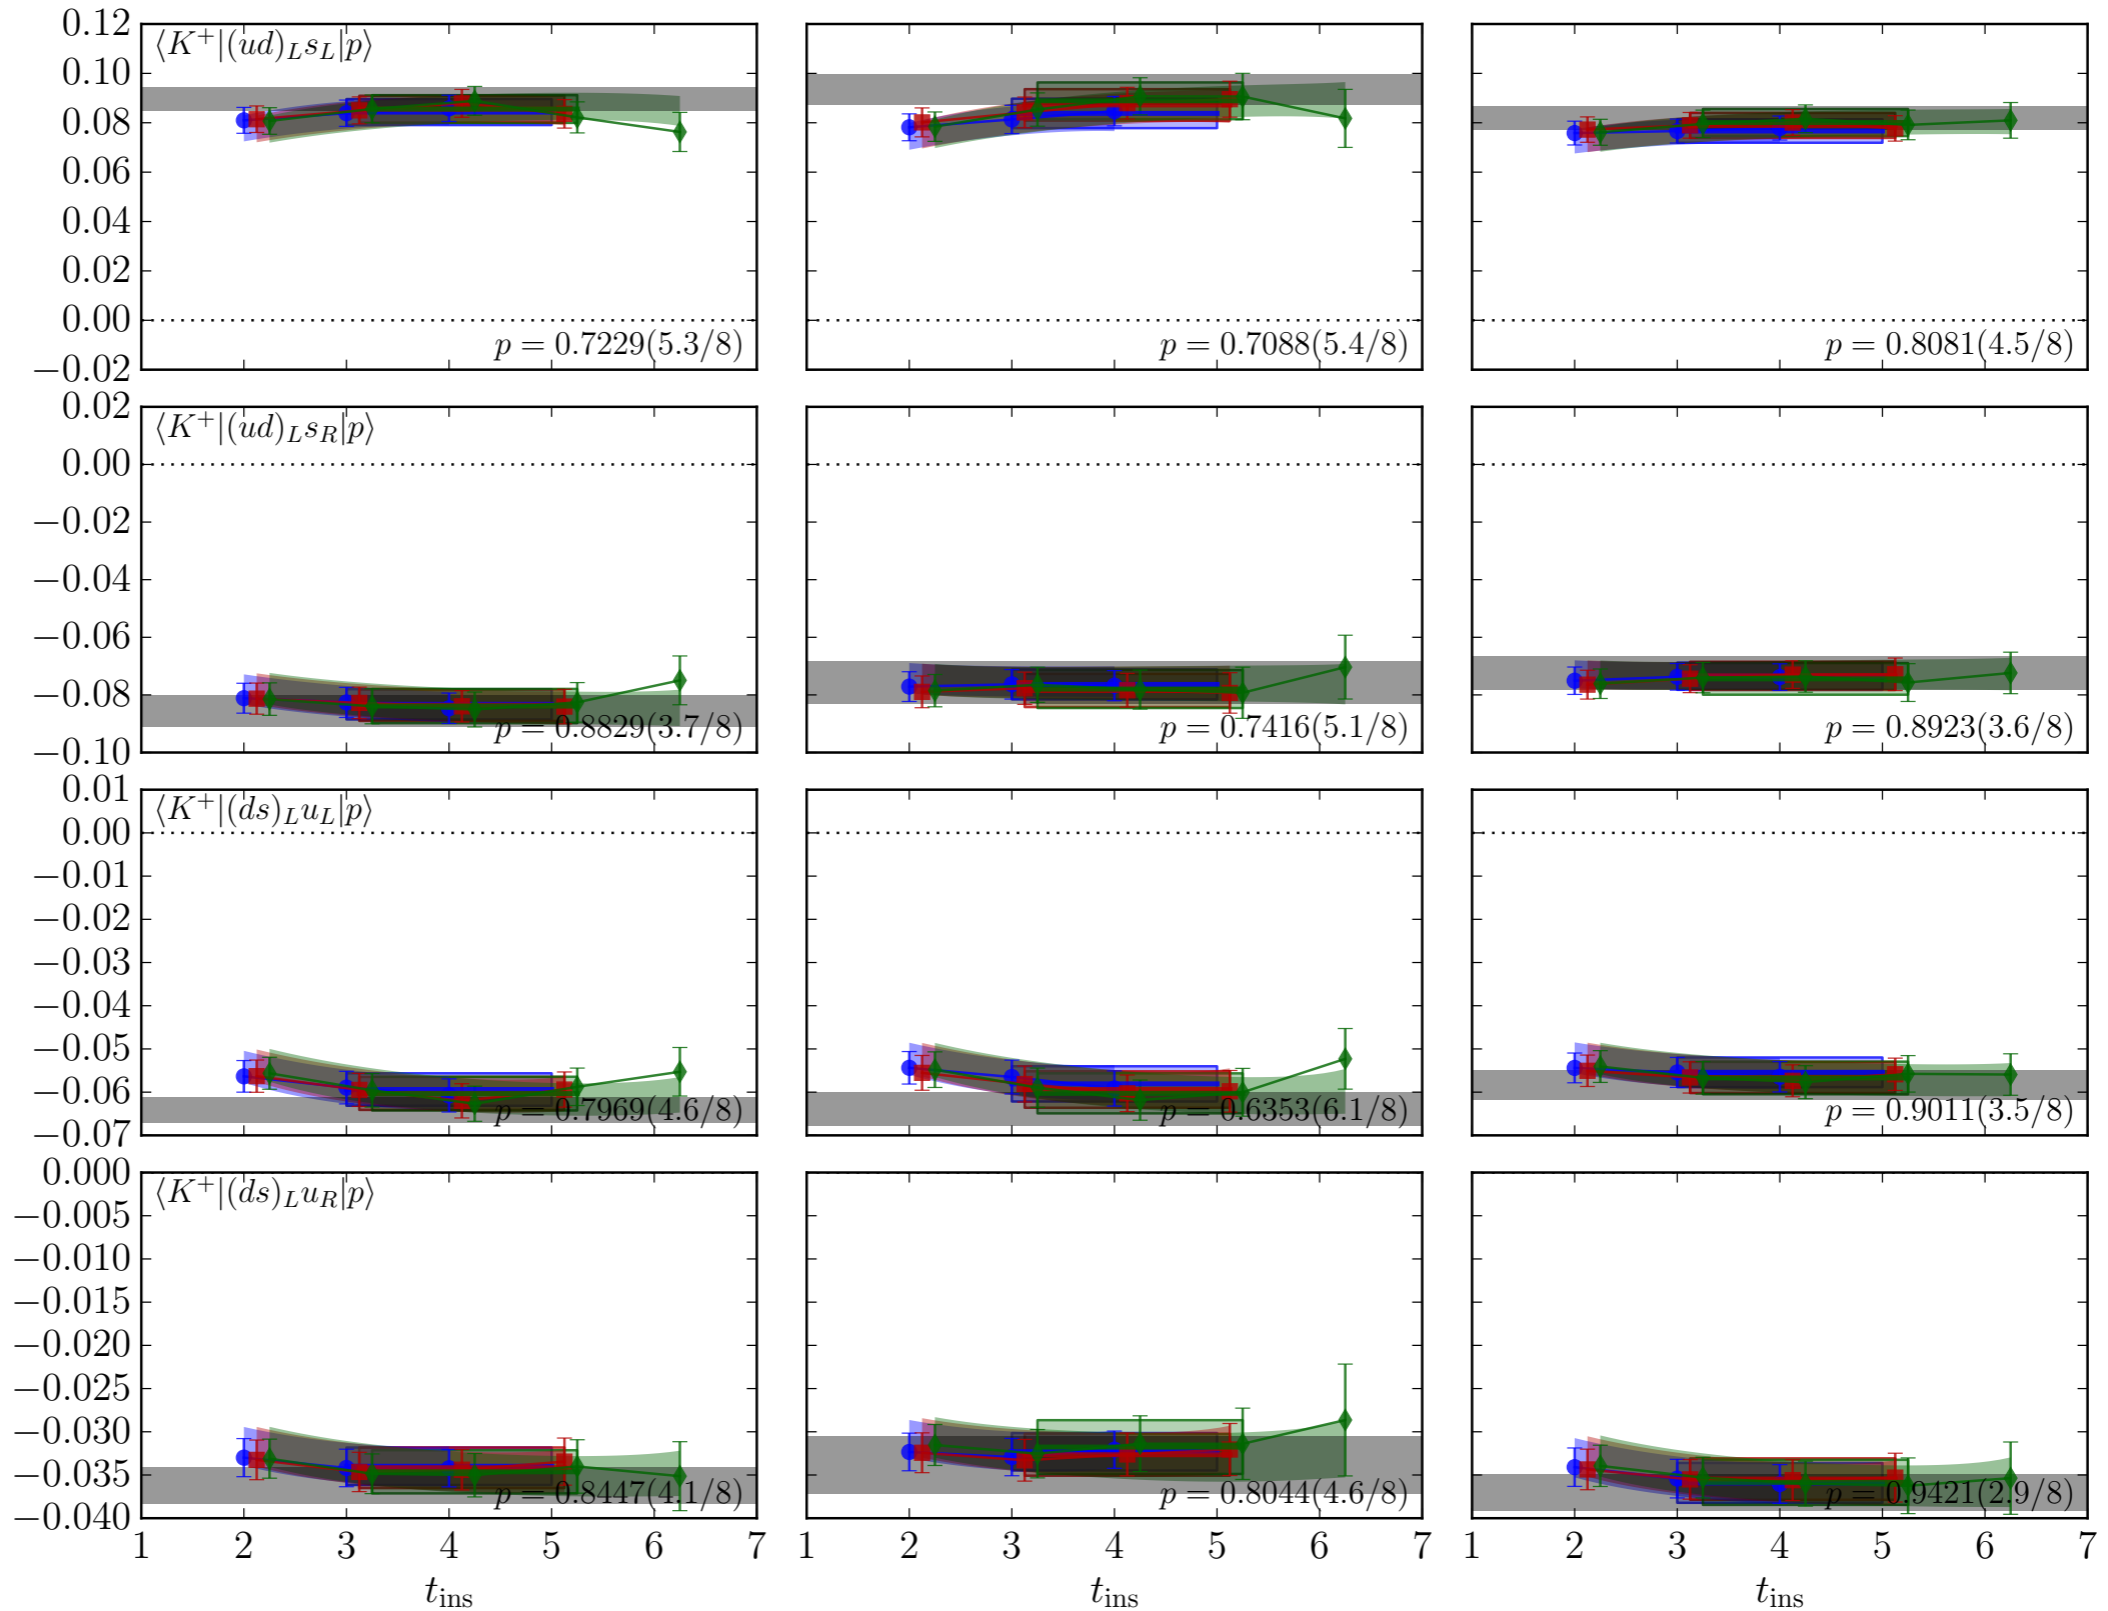 0.12
0.10
0.08
0.06
0.04
0.02
0.00
−0.02
⟨K⁺|(ud)_L s_L|p⟩
p = 0.7229(5.3/8)
p = 0.7088(5.4/8)
p = 0.8081(4.5/8)
0.02
0.00
−0.02
−0.04
−0.06
−0.08
−0.10
⟨K⁺|(ud)_L s_R|p⟩
p = 0.8829(3.7/8)
p = 0.7416(5.1/8)
p = 0.8923(3.6/8)
0.01
0.00
−0.01
−0.02
−0.03
−0.04
−0.05
−0.06
−0.07
⟨K⁺|(ds)_L u_L|p⟩
p = 0.7969(4.6/8)
p = 0.6353(6.1/8)
p = 0.9011(3.5/8)
0.000
−0.005
−0.010
−0.015
−0.020
−0.025
−0.030
−0.035
−0.040
⟨K⁺|(ds)_L u_R|p⟩
p = 0.8447(4.1/8)
p = 0.8044(4.6/8)
p = 0.9421(2.9/8)
1 2 3 4 5 6 7
2 3 4 5 6 7
1 2 3 4 5 6 7
t_ins
t_ins
t_ins